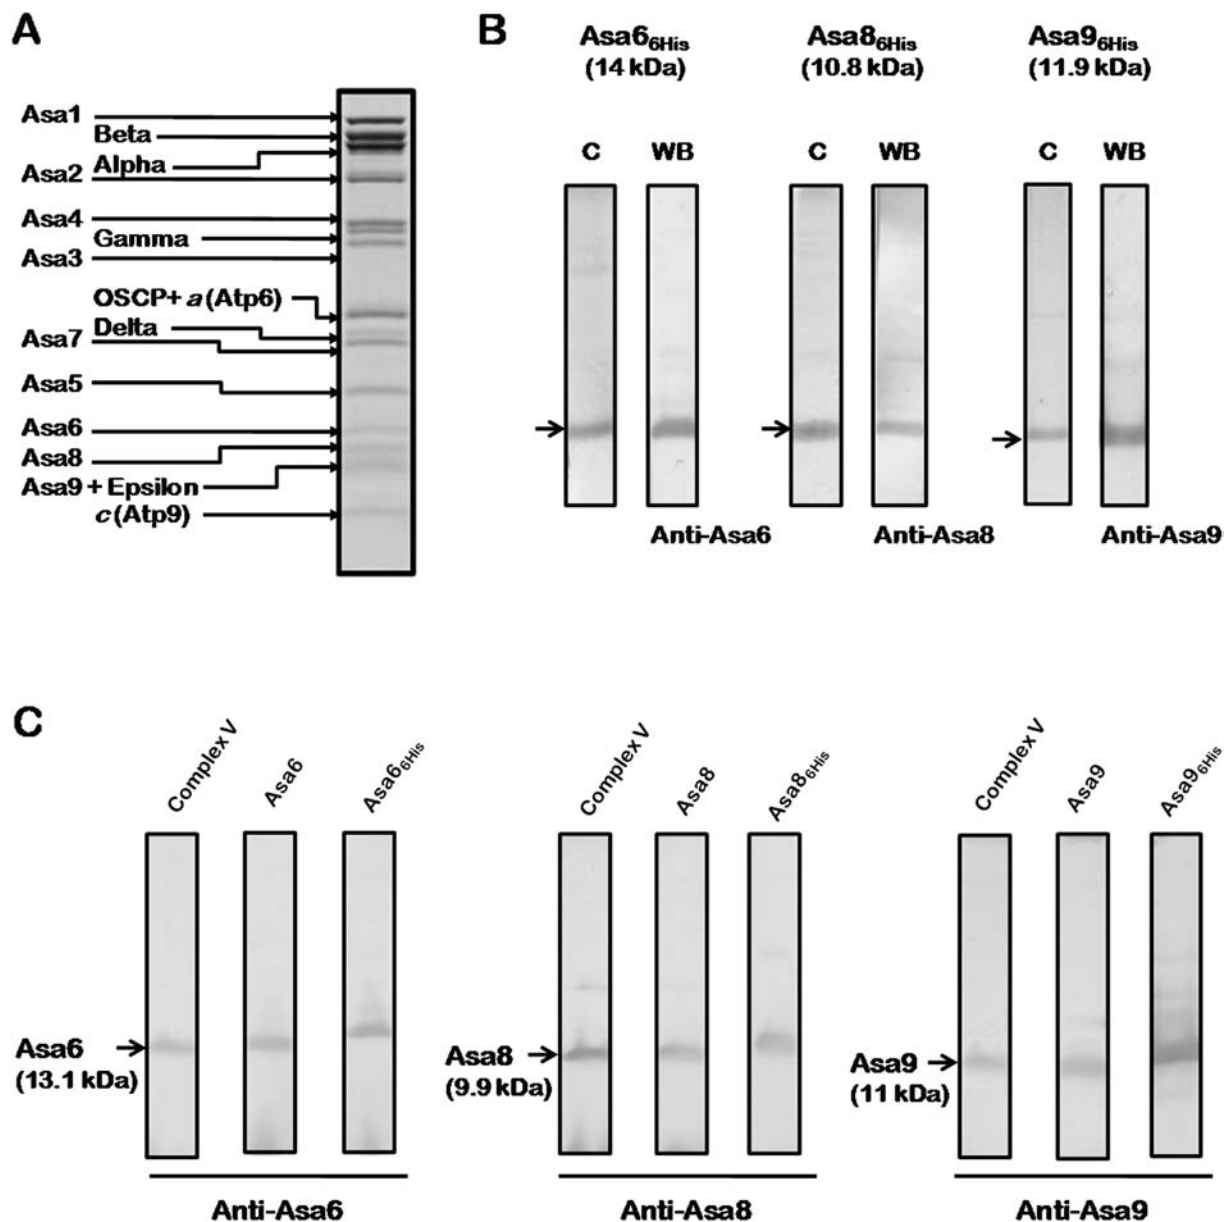 A
Asa1
Beta
Alpha
Asa2
Asa4
Gamma
Asa3
OSCP+ a (Atp6)
Delta
Asa7
Asa5
Asa6
Asa8
Asa9 + Epsilon
c (Atp9)
B
Asa66His Asa86His Asa96His
(14 kDa) (10.8 kDa) (11.9 kDa)
C WB C WB C WB
Anti-Asa6 Anti-Asa8 Anti-Asa9
C
Complex V Asa6 Asa66His Complex V Asa8 Asa86His Complex V Asa9 Asa96His
Asa6 Asa8 Asa9
(13.1 kDa) (9.9 kDa) (11 kDa)
Anti-Asa6 Anti-Asa8 Anti-Asa9